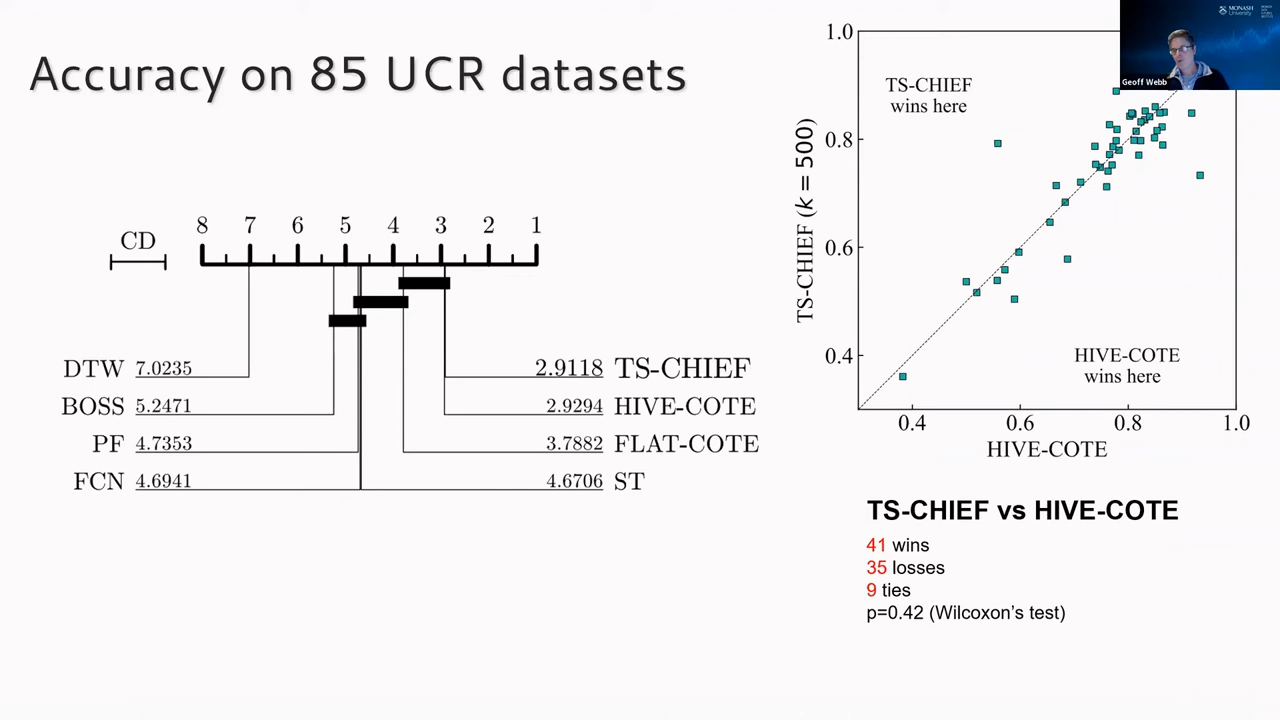 Accuracy on 85 UCR datasets
CD
8 7 6 5 4 3 2 1
DTW 7.0235
BOSS 5.2471
PF 4.7353
FCN 4.6941
2.9118 TS-CHIEF
2.9294 HIVE-COTE
3.7882 FLAT-COTE
4.6706 ST
1.0
0.8
0.6
0.4
TS-CHIEF (k = 500)
TS-CHIEF
wins here
HIVE-COTE
wins here
0.4 0.6 0.8 1.0
HIVE-COTE
TS-CHIEF vs HIVE-COTE
41 wins
35 losses
9 ties
p=0.42 (Wilcoxon's test)
MONASH
University
Geoff Webb